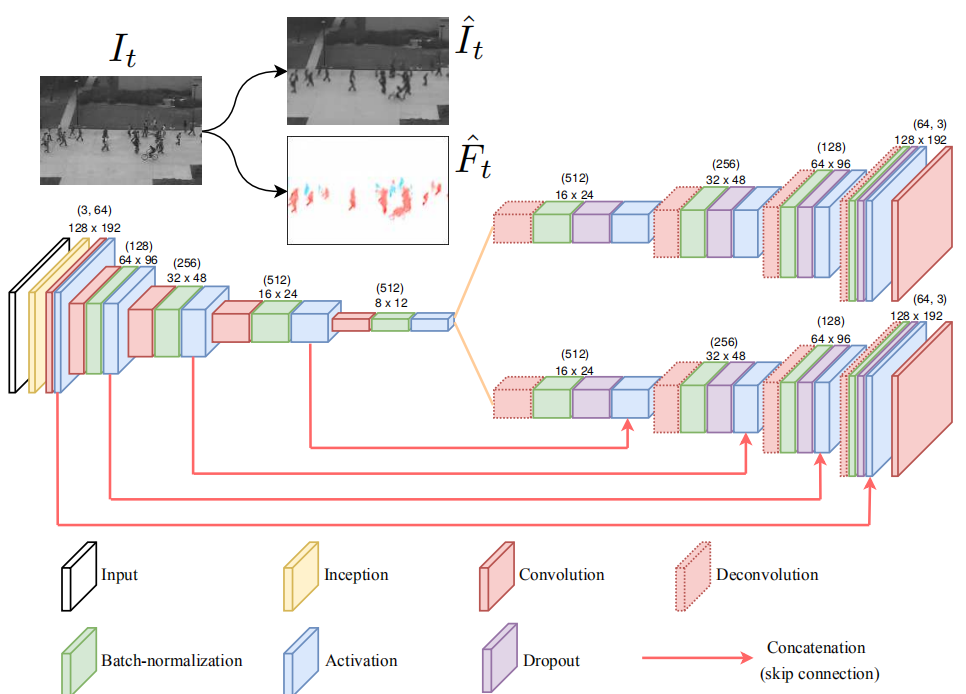 I_t
Î_t
F̂_t
(3, 64)
128 x 192
(128)
64 x 96
(256)
32 x 48
(512)
16 x 24
(512)
8 x 12
(512)
16 x 24
(256)
32 x 48
(128)
64 x 96
(64, 3)
128 x 192
(512)
16 x 24
(256)
32 x 48
(128)
64 x 96
(64, 3)
128 x 192
Input
Inception
Convolution
Deconvolution
Batch-normalization
Activation
Dropout
Concatenation
(skip connection)